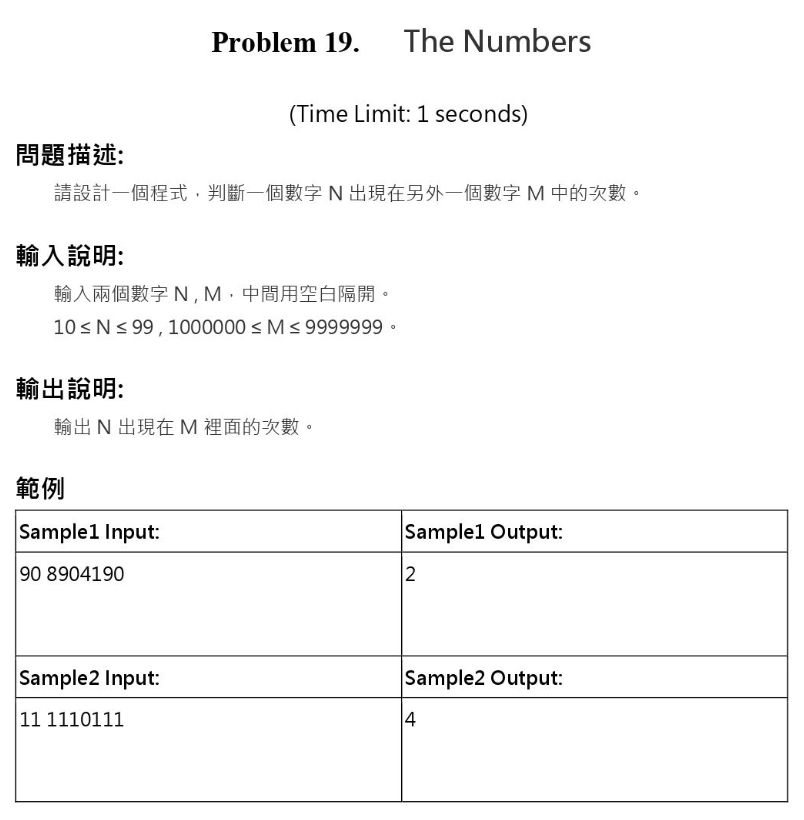 Problem 19. The Numbers
(Time Limit: 1 seconds)
問題描述:
請設計一個程式，判斷一個數字 N 出現在另外一個數字 M 中的次數。
輸入說明:
輸入兩個數字 N , M，中間用空白隔開。
10 ≤ N ≤ 99 , 1000000 ≤ M ≤ 9999999。
輸出說明:
輸出 N 出現在 M 裡面的次數。
範例
Sample1 Input: Sample1 Output:
90 8904190 2
Sample2 Input: Sample2 Output:
11 1110111 4